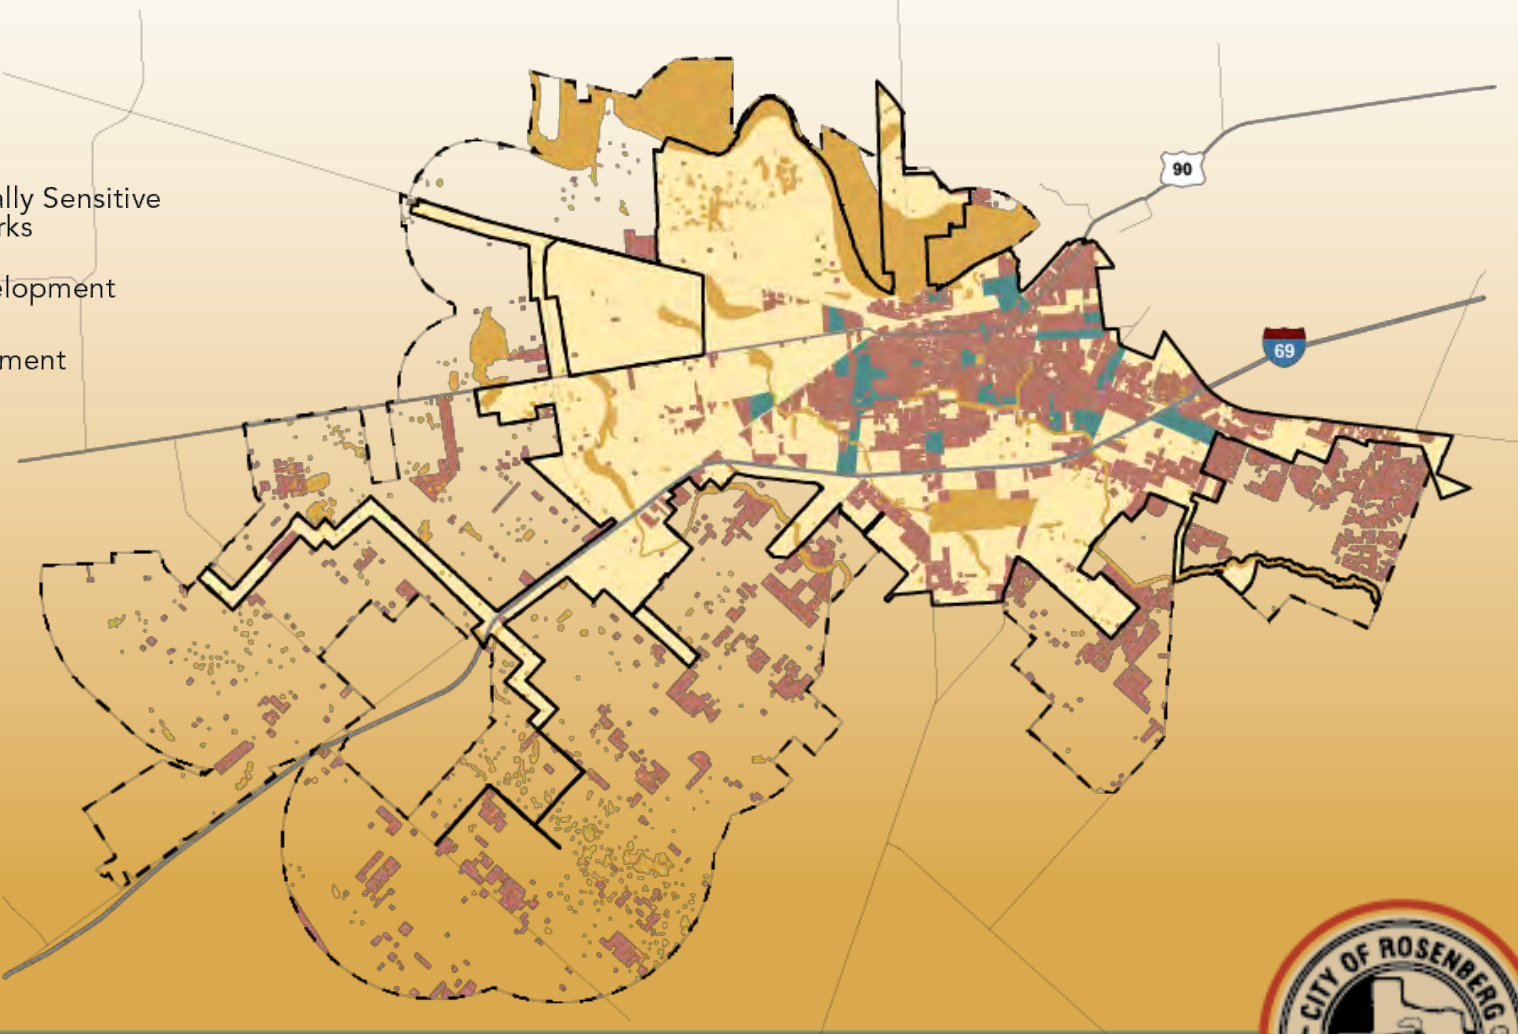 ally Sensitive
rks
elopment
ment
90
69
CITY OF ROSENBERG